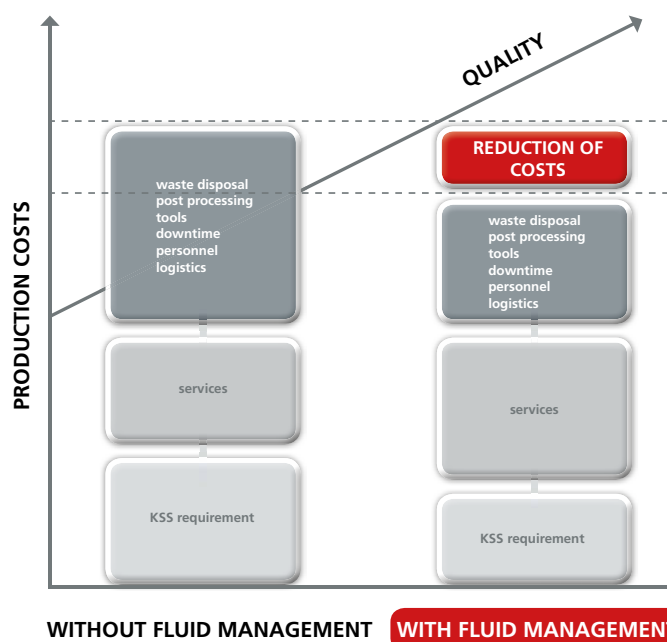 QUALITY
PRODUCTION COSTS
waste disposal
post processing
tools
downtime
personnel
logistics
services
KSS requirement
REDUCTION OF
COSTS
waste disposal
post processing
tools
downtime
personnel
logistics
services
KSS requirement
WITHOUT FLUID MANAGEMENT
WITH FLUID MANAGEMENT